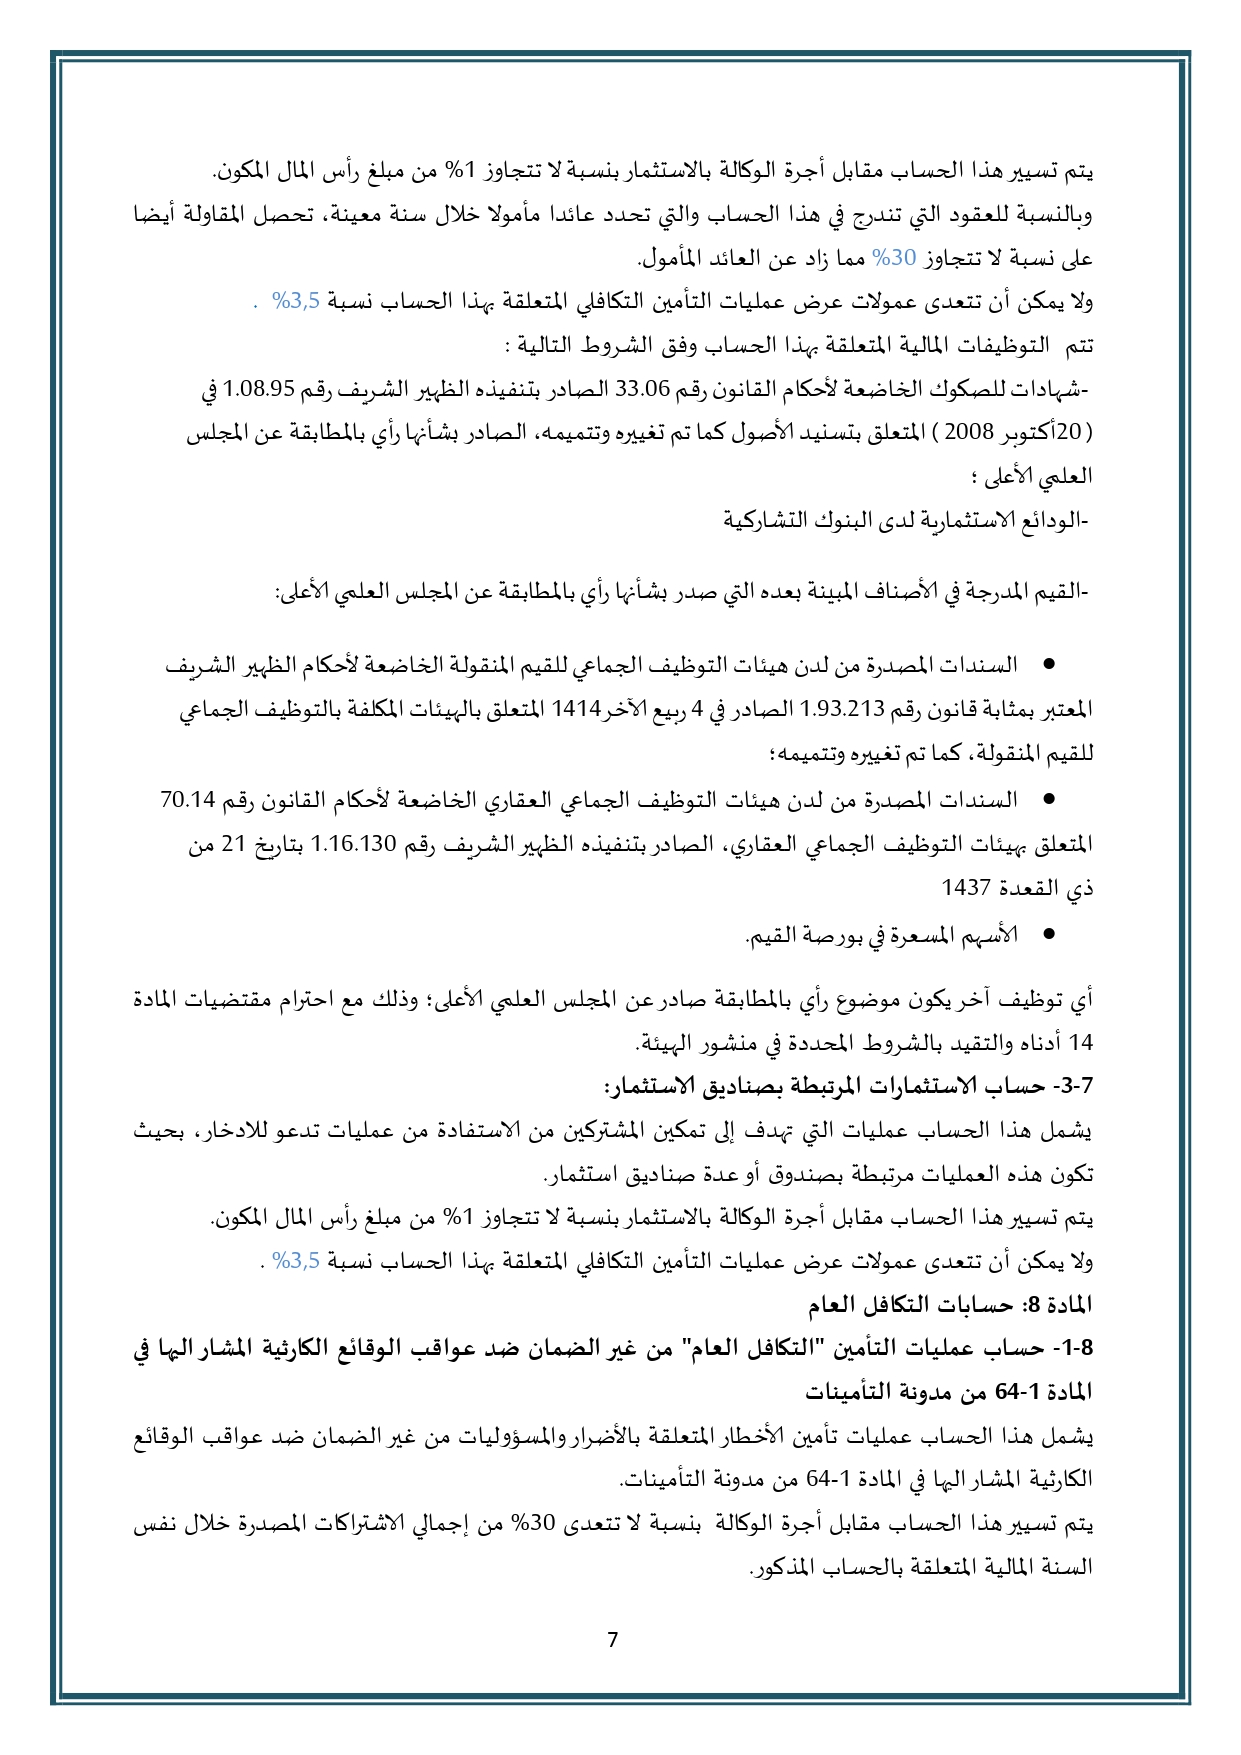 يتم تسيير هذا الحساب مقابل أجرة الوكالة بالاستثمار بنسبة لا تتجاوز 1% من مبلغ رأس المال المكون.
وبالنسبة للعقود التي تندرج في هذا الحساب والتي تحدد عائدا مأمولا خلال سنة معينة، تحصل المقاولة أيضا
على نسبة لا تتجاوز 30% مما زاد عن العائد المأمول.
ولا يمكن أن تتعدى عمولات عرض عمليات التأمين التكافلي المتعلقة بهذا الحساب نسبة 3,5% .
تتم التوظيفات المالية المتعلقة بهذا الحساب وفق الشروط التالية :
-شهادات للصكوك الخاضعة لأحكام القانون رقم 33.06 الصادر بتنفيذه الظهير الشريف رقم 1.08.95 في
( 20أكتوبر 2008 ) المتعلق بتسنيد الأصول كما تم تغييره وتتميمه، الصادر بشأنها رأي بالمطابقة عن المجلس
العلمي الأعلى ؛
-الودائع الاستثمارية لدى البنوك التشاركية
-القيم المدرجة في الأصناف المبينة بعده التي صدر بشأنها رأي بالمطابقة عن المجلس العلمي الأعلى:
● السندات المصدرة من لدن هيئات التوظيف الجماعي للقيم المنقولة الخاضعة لأحكام الظهير الشريف
المعتبر بمثابة قانون رقم 1.93.213 الصادر في 4 ربيع الآخر1414 المتعلق بالهيئات المكلفة بالتوظيف الجماعي
للقيم المنقولة، كما تم تغييره وتتميمه؛
● السندات المصدرة من لدن هيئات التوظيف الجماعي العقاري الخاضعة لأحكام القانون رقم 70.14
المتعلق بهيئات التوظيف الجماعي العقاري، الصادر بتنفيذه الظهير الشريف رقم 1.16.130 بتاريخ 21 من
ذي القعدة 1437
● الأسهم المسعرة في بورصة القيم.
أي توظيف آخر يكون موضوع رأي بالمطابقة صادر عن المجلس العلمي الأعلى؛ وذلك مع احترام مقتضيات المادة
14 أدناه والتقيد بالشروط المحددة في منشور الهيئة.
3-7- حساب الاستثمارات المرتبطة بصناديق الاستثمار:
يشمل هذا الحساب عمليات التي تهدف إلى تمكين المشتركين من الاستفادة من عمليات تدعو للادخار، بحيث
تكون هذه العمليات مرتبطة بصندوق أو عدة صناديق استثمار.
يتم تسيير هذا الحساب مقابل أجرة الوكالة بالاستثمار بنسبة لا تتجاوز 1% من مبلغ رأس المال المكون.
ولا يمكن أن تتعدى عمولات عرض عمليات التأمين التكافلي المتعلقة بهذا الحساب نسبة 3,5% .
المادة 8: حسابات التكافل العام
1-8- حساب عمليات التأمين "التكافل العام" من غير الضمان ضد عواقب الوقائع الكارثية المشار اليها في
المادة 1-64 من مدونة التأمينات
يشمل هذا الحساب عمليات تأمين الأخطار المتعلقة بالأضرار والمسؤوليات من غير الضمان ضد عواقب الوقائع
الكارثية المشار اليها في المادة 1-64 من مدونة التأمينات.
يتم تسيير هذا الحساب مقابل أجرة الوكالة بنسبة لا تتعدى 30% من إجمالي الاشتراكات المصدرة خلال نفس
السنة المالية المتعلقة بالحساب المذكور.
7